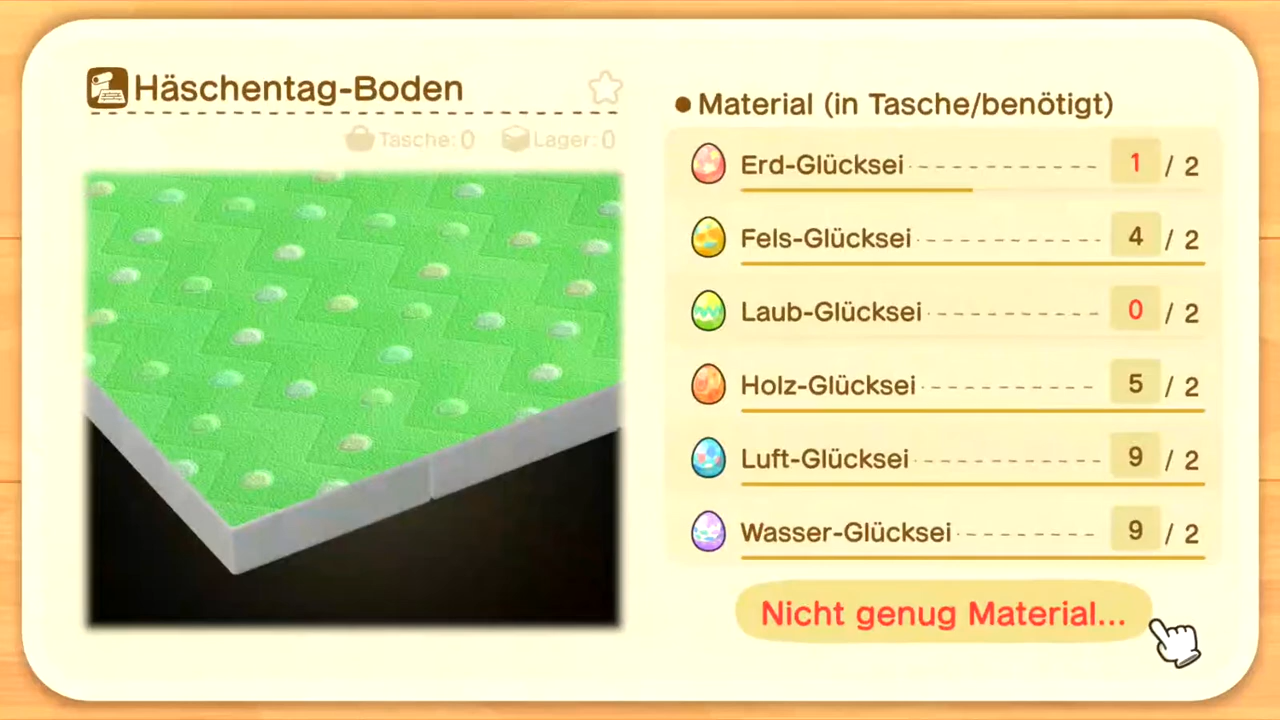 Häschentag-Boden
Tasche: 0 Lager: 0
Material (in Tasche/benötigt)
Erd-Glücksei 1 / 2
Fels-Glücksei 4 / 2
Laub-Glücksei 0 / 2
Holz-Glücksei 5 / 2
Luft-Glücksei 9 / 2
Wasser-Glücksei 9 / 2
Nicht genug Material...